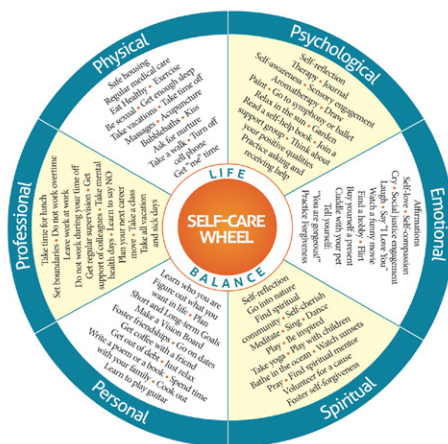 SELF-CARE
WHEEL
LIFE
BALANCE
Physical
Safe housing
Regular medical care
Eat Healthy • Exercise
Be sexual • Get enough sleep
Take vacations • Take time off
Massages • Acupuncture
Bubblebaths • Kiss
Ask for nurture
Take a walk • Turn off
cell phone
Get "me" time
Psychological
Self-reflection
Therapy • Journal
Self-awareness • Sensory engagement
Aromatherapy • Draw
Paint • Go to symphony or ballet
Relax in the sun • Garden
Read a self-help book • Join a
support group • Think about
your positive qualities
Practice asking and
receiving help
Emotional
Affirmations
Self-love • Self-compassion
Cry • Social justice engagement
Laugh • Say "I Love You"
Watch a funny movie
Find a hobby • Flirt
Buy yourself a present
Cuddle with your pet
Tell yourself:
"You are gorgeous!"
Practice Forgiveness
Spiritual
Self-reflection
Go into nature
Find spiritual
community • Self-cherish
Meditate • Sing • Dance
Play • Be inspired
Take yoga • Play with children
Bathe in the ocean • Watch sunsets
Pray • Find spiritual mentor
Volunteer for a cause
Foster self-forgiveness
Personal
Learn who you are
Figure out what you
want in life • Plan
Short and Long-term Goals
Make a Vision Board
Foster friendships • Go on dates
Get coffee with a friend
Get out of debt • Just relax
Write a poem or a book • Spend time
with your family • Cook out
Learn to play guitar
Professional
Take time for lunch
Set boundaries • Do not work overtime
Leave work at work
Do not work during your time off
Get regular supervision • Get
support of colleagues • Take mental
health days • Learn to say NO
Plan your next career
move • Take a class
Take all vacation
and sick days